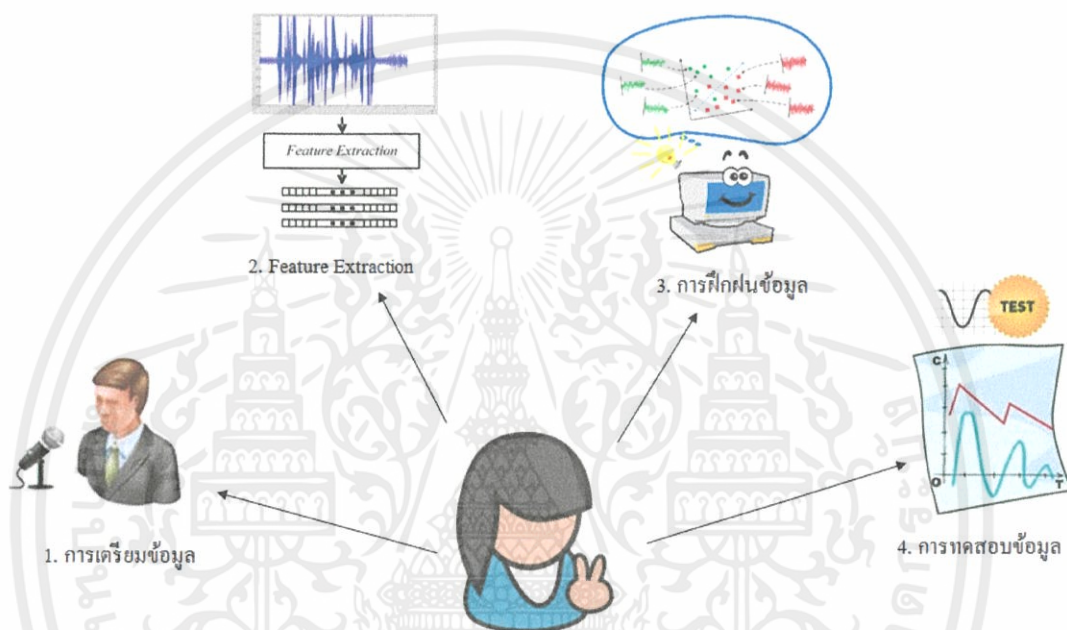 Feature Extraction
2. Feature Extraction
3. การฝึกฝนข้อมูล
TEST
C
O
T
1. การเตรียมข้อมูล
4. การทดสอบข้อมูล